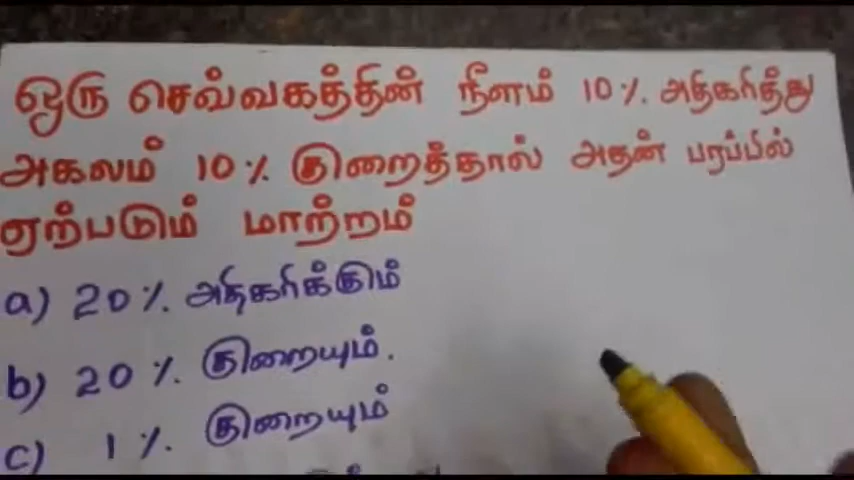 ஒரு செவ்வகத்தின் நீளம் 10%. அதிகரித்து
அகலம் 10% குறைத்தால் அதன் பரப்பில்
ஏற்படும் மாற்றம்
a) 20%. அதிகரிக்கும்
b) 20%. குறையும்.
c) 1%. குறையும்